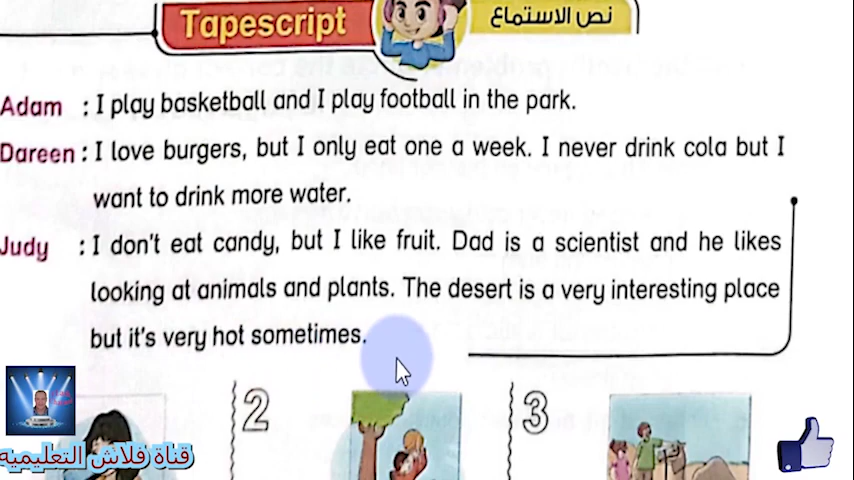 Tapescript
نص الاستماع
Adam : I play basketball and I play football in the park.
Dareen : I love burgers, but I only eat one a week. I never drink cola but I
want to drink more water.
Judy : I don't eat candy, but I like fruit. Dad is a scientist and he likes
looking at animals and plants. The desert is a very interesting place
but it's very hot sometimes.
2
3
قناة فلاش التعليميه